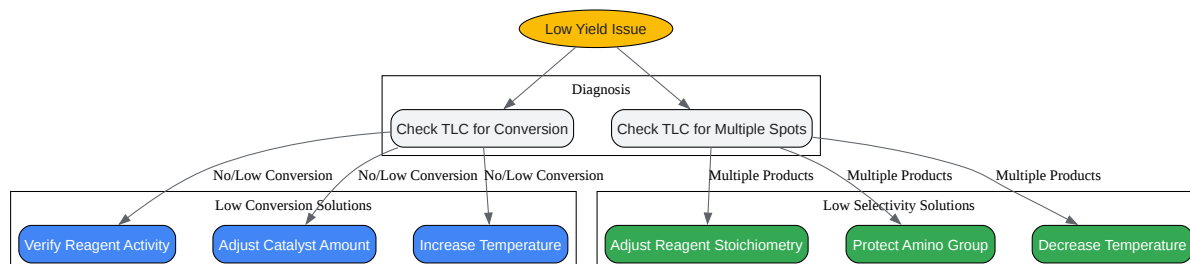 Low Yield Issue
Diagnosis
Check TLC for Conversion
Check TLC for Multiple Spots
No/Low Conversion
No/Low Conversion
No/Low Conversion
Multiple Products
Multiple Products
Multiple Products
Low Conversion Solutions
Low Selectivity Solutions
Verify Reagent Activity
Adjust Catalyst Amount
Increase Temperature
Adjust Reagent Stoichiometry
Protect Amino Group
Decrease Temperature